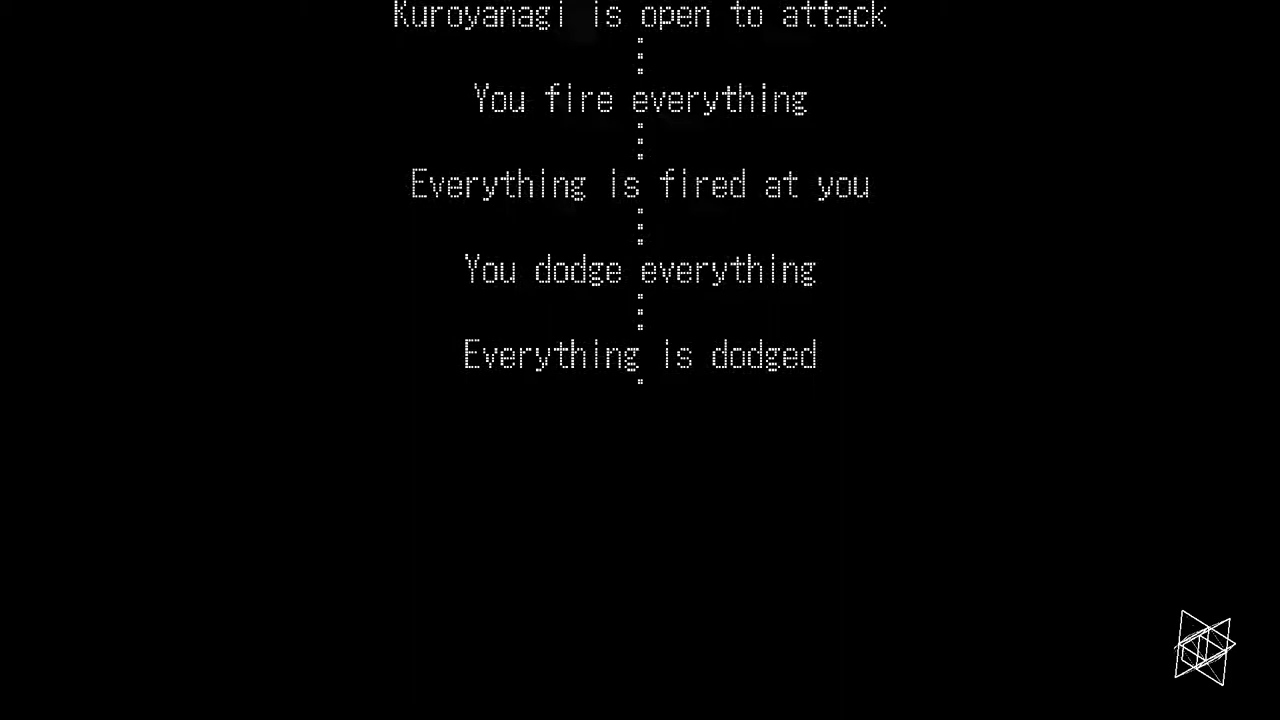 Kuroyanagi is open to attack
You fire everything
Everything is fired at you
You dodge everything
Everything is dodged